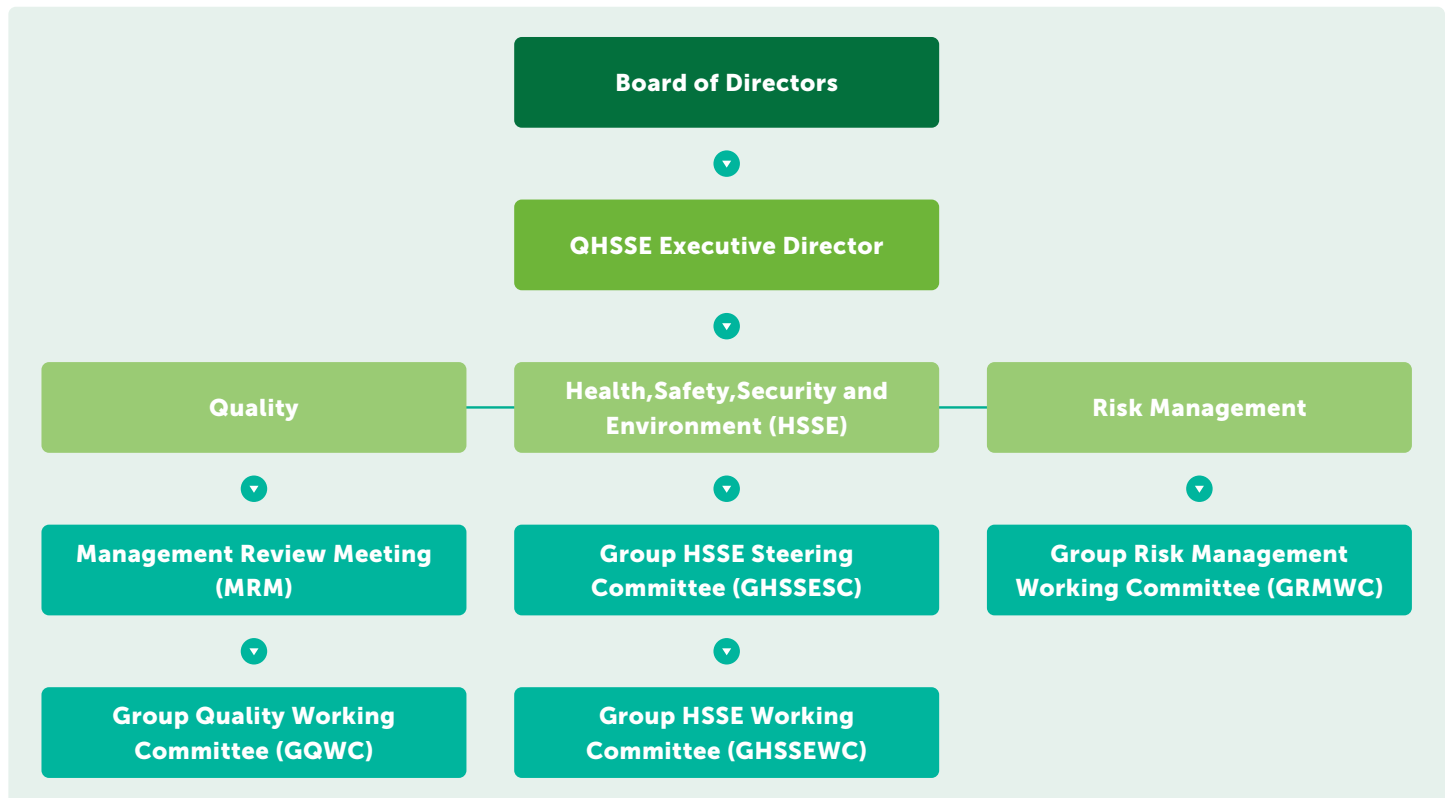 Board of Directors
QHSSE Executive Director
Quality
Health,Safety,Security and
Environment (HSSE)
Risk Management
Management Review Meeting
(MRM)
Group HSSE Steering
Committee (GHSSESC)
Group Risk Management
Working Committee (GRMWC)
Group Quality Working
Committee (GQWC)
Group HSSE Working
Committee (GHSSEWC)